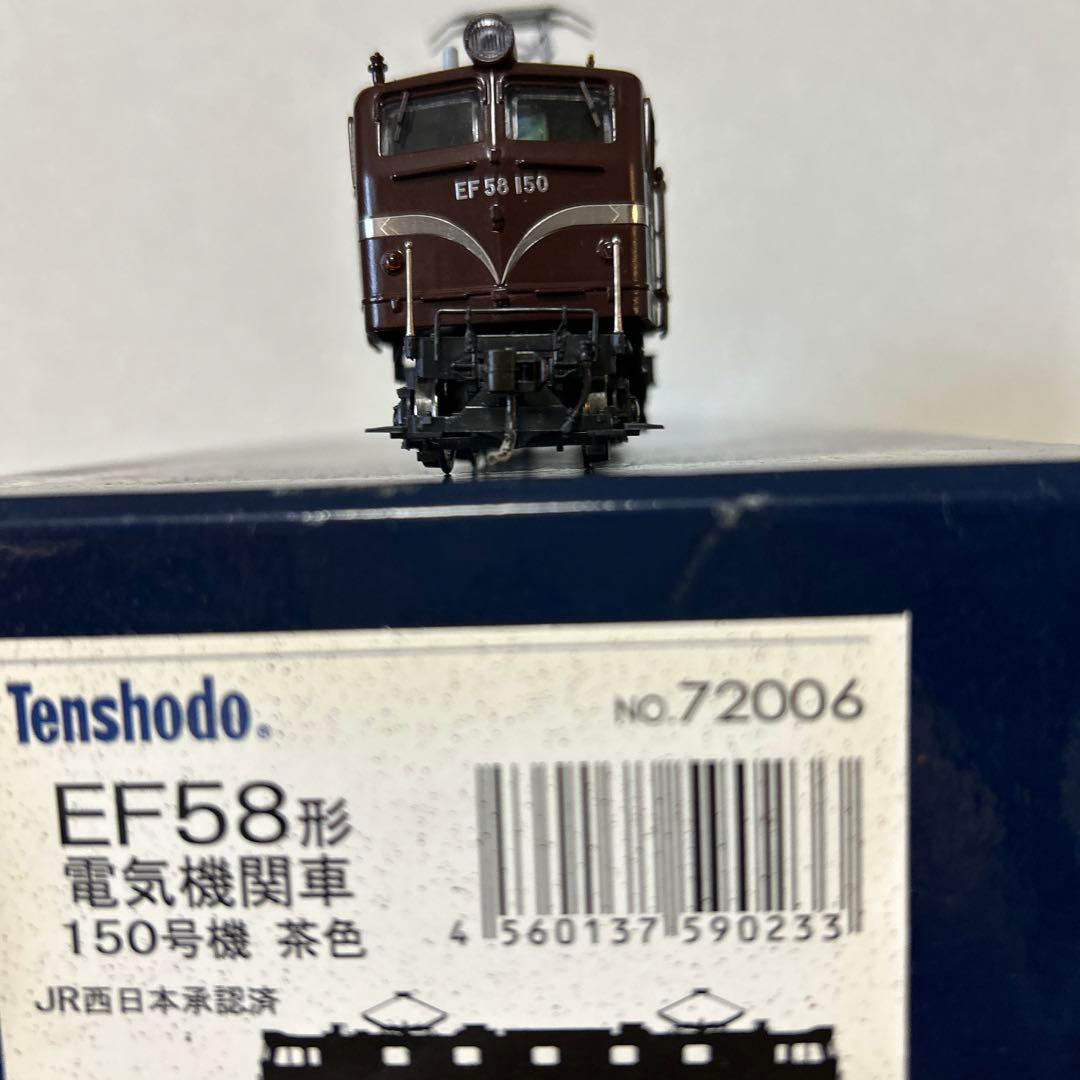 EF58 150
Tenshodo®
NO.72006
EF58形
電気機関車
150号機 茶色
JR西日本承認済
4 560137 590233